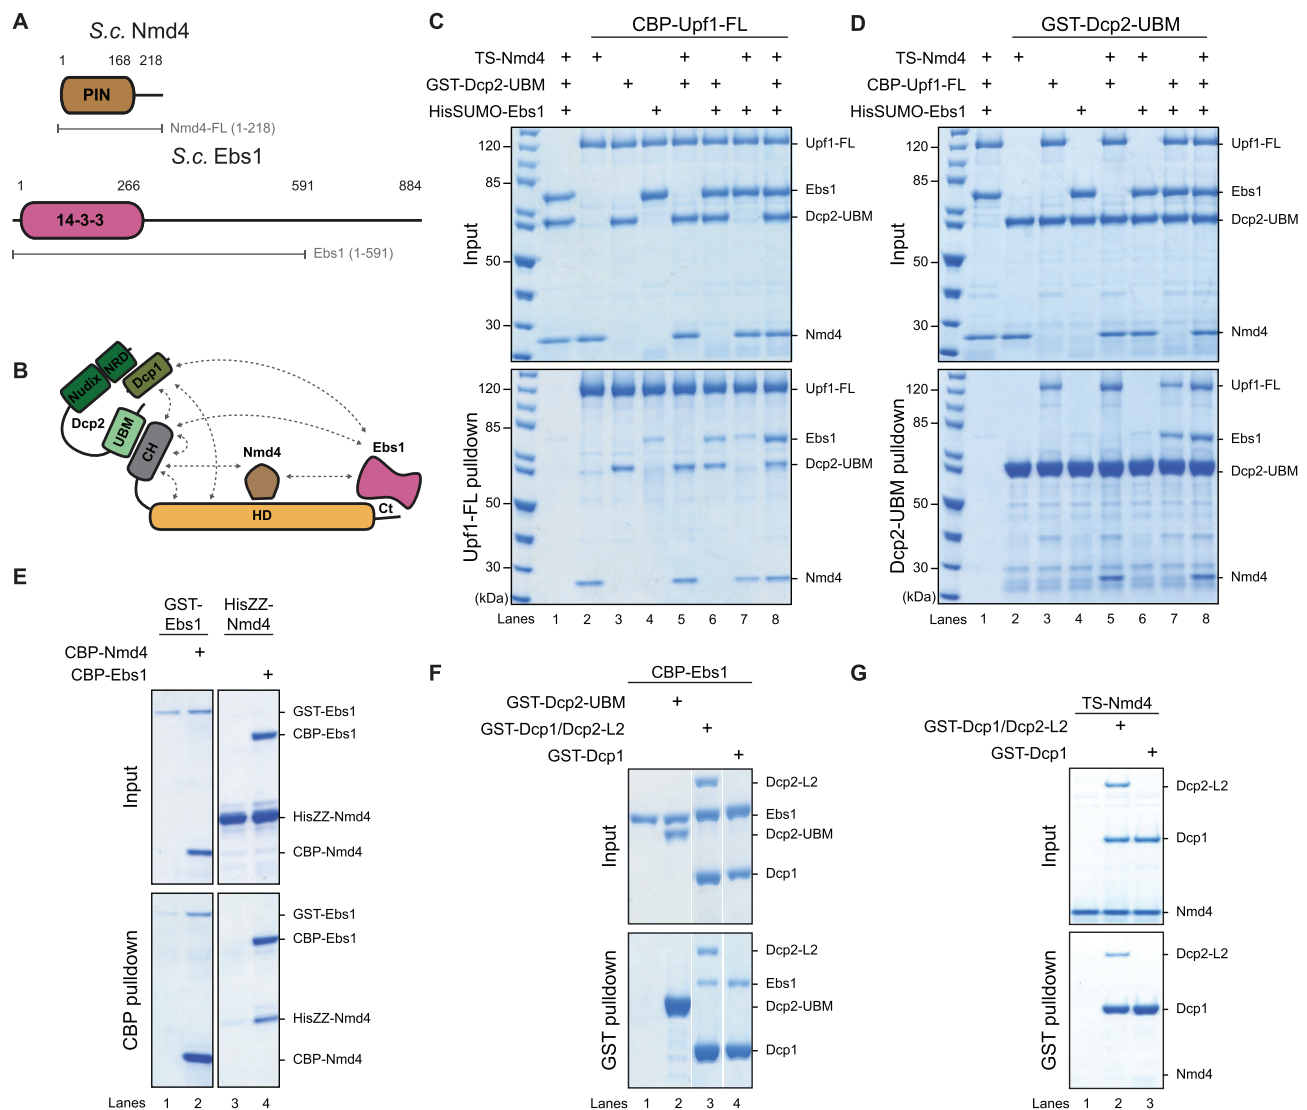 A
S.c. Nmd4
1 168 218
PIN
Nmd4-FL (1-218)
S.c. Ebs1
1 266 591 884
14-3-3
Ebs1 (1-591)
B
Nudix
NRD
Dcp1
Dcp2
UBM
CH
Nmd4
Ebs1
HD
Ct
C
CBP-Upf1-FL
TS-Nmd4 + + + + +
GST-Dcp2-UBM + + + + +
HisSUMO-Ebs1 + + + + +
Input
120
85
50
30
Upf1-FL
Ebs1
Dcp2-UBM
Nmd4
Upf1-FL pulldown
120
85
50
30
(kDa)
Upf1-FL
Ebs1
Dcp2-UBM
Nmd4
Lanes 1 2 3 4 5 6 7 8
D
GST-Dcp2-UBM
TS-Nmd4 + + + + +
CBP-Upf1-FL + + + + +
HisSUMO-Ebs1 + + + + +
Input
120
85
50
30
Upf1-FL
Ebs1
Dcp2-UBM
Nmd4
Dcp2-UBM pulldown
120
85
50
30
(kDa)
Upf1-FL
Ebs1
Dcp2-UBM
Nmd4
Lanes 1 2 3 4 5 6 7 8
E
GST-Ebs1
HisZZ-Nmd4
CBP-Nmd4 +
CBP-Ebs1 +
Input
GST-Ebs1
CBP-Ebs1
HisZZ-Nmd4
CBP-Nmd4
CBP pulldown
GST-Ebs1
CBP-Ebs1
HisZZ-Nmd4
CBP-Nmd4
Lanes 1 2 3 4
F
CBP-Ebs1
GST-Dcp2-UBM +
GST-Dcp1/Dcp2-L2 +
GST-Dcp1 +
Input
Dcp2-L2
Ebs1
Dcp2-UBM
Dcp1
GST pulldown
Dcp2-L2
Ebs1
Dcp2-UBM
Dcp1
Lanes 1 2 3 4
G
TS-Nmd4
GST-Dcp1/Dcp2-L2 +
GST-Dcp1 +
Input
Dcp2-L2
Dcp1
Nmd4
GST pulldown
Dcp2-L2
Dcp1
Nmd4
Lanes 1 2 3